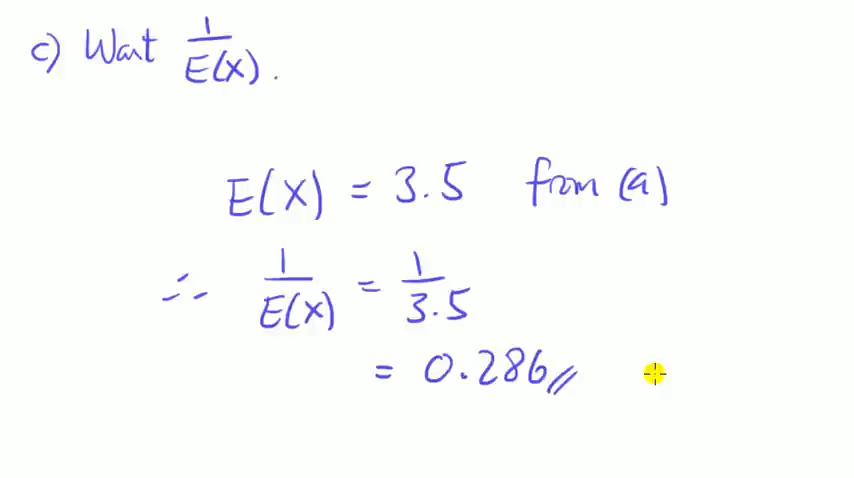 c) Want 1/E(X).
E(X) = 3.5 from (a)
∴ 1/E(X) = 1/3.5
= 0.286//